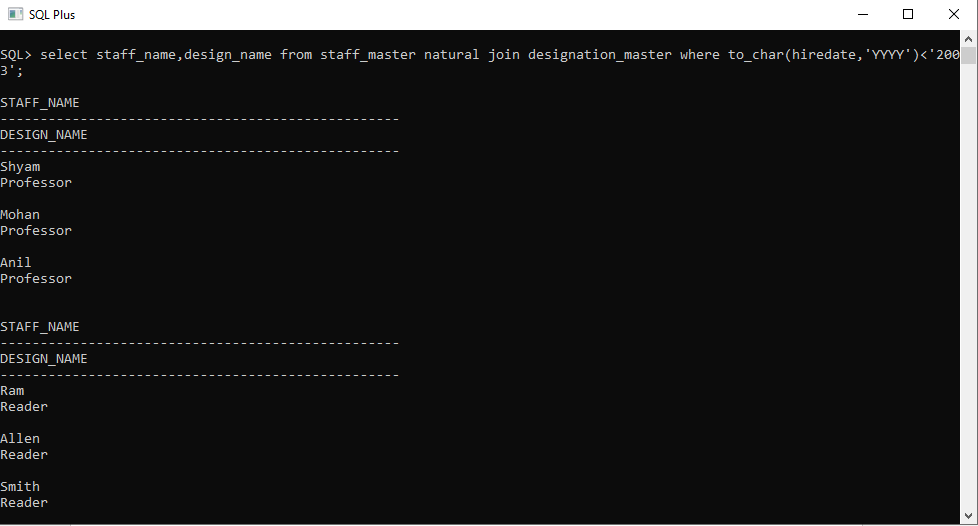 SQL Plus
SQL> select staff_name,design_name from staff_master natural join designation_master where to_char(hiredate,'YYYY')<'200
3';
STAFF_NAME
--------------------------------------------------
DESIGN_NAME
--------------------------------------------------
Shyam
Professor
Mohan
Professor
Anil
Professor
STAFF_NAME
--------------------------------------------------
DESIGN_NAME
--------------------------------------------------
Ram
Reader
Allen
Reader
Smith
Reader